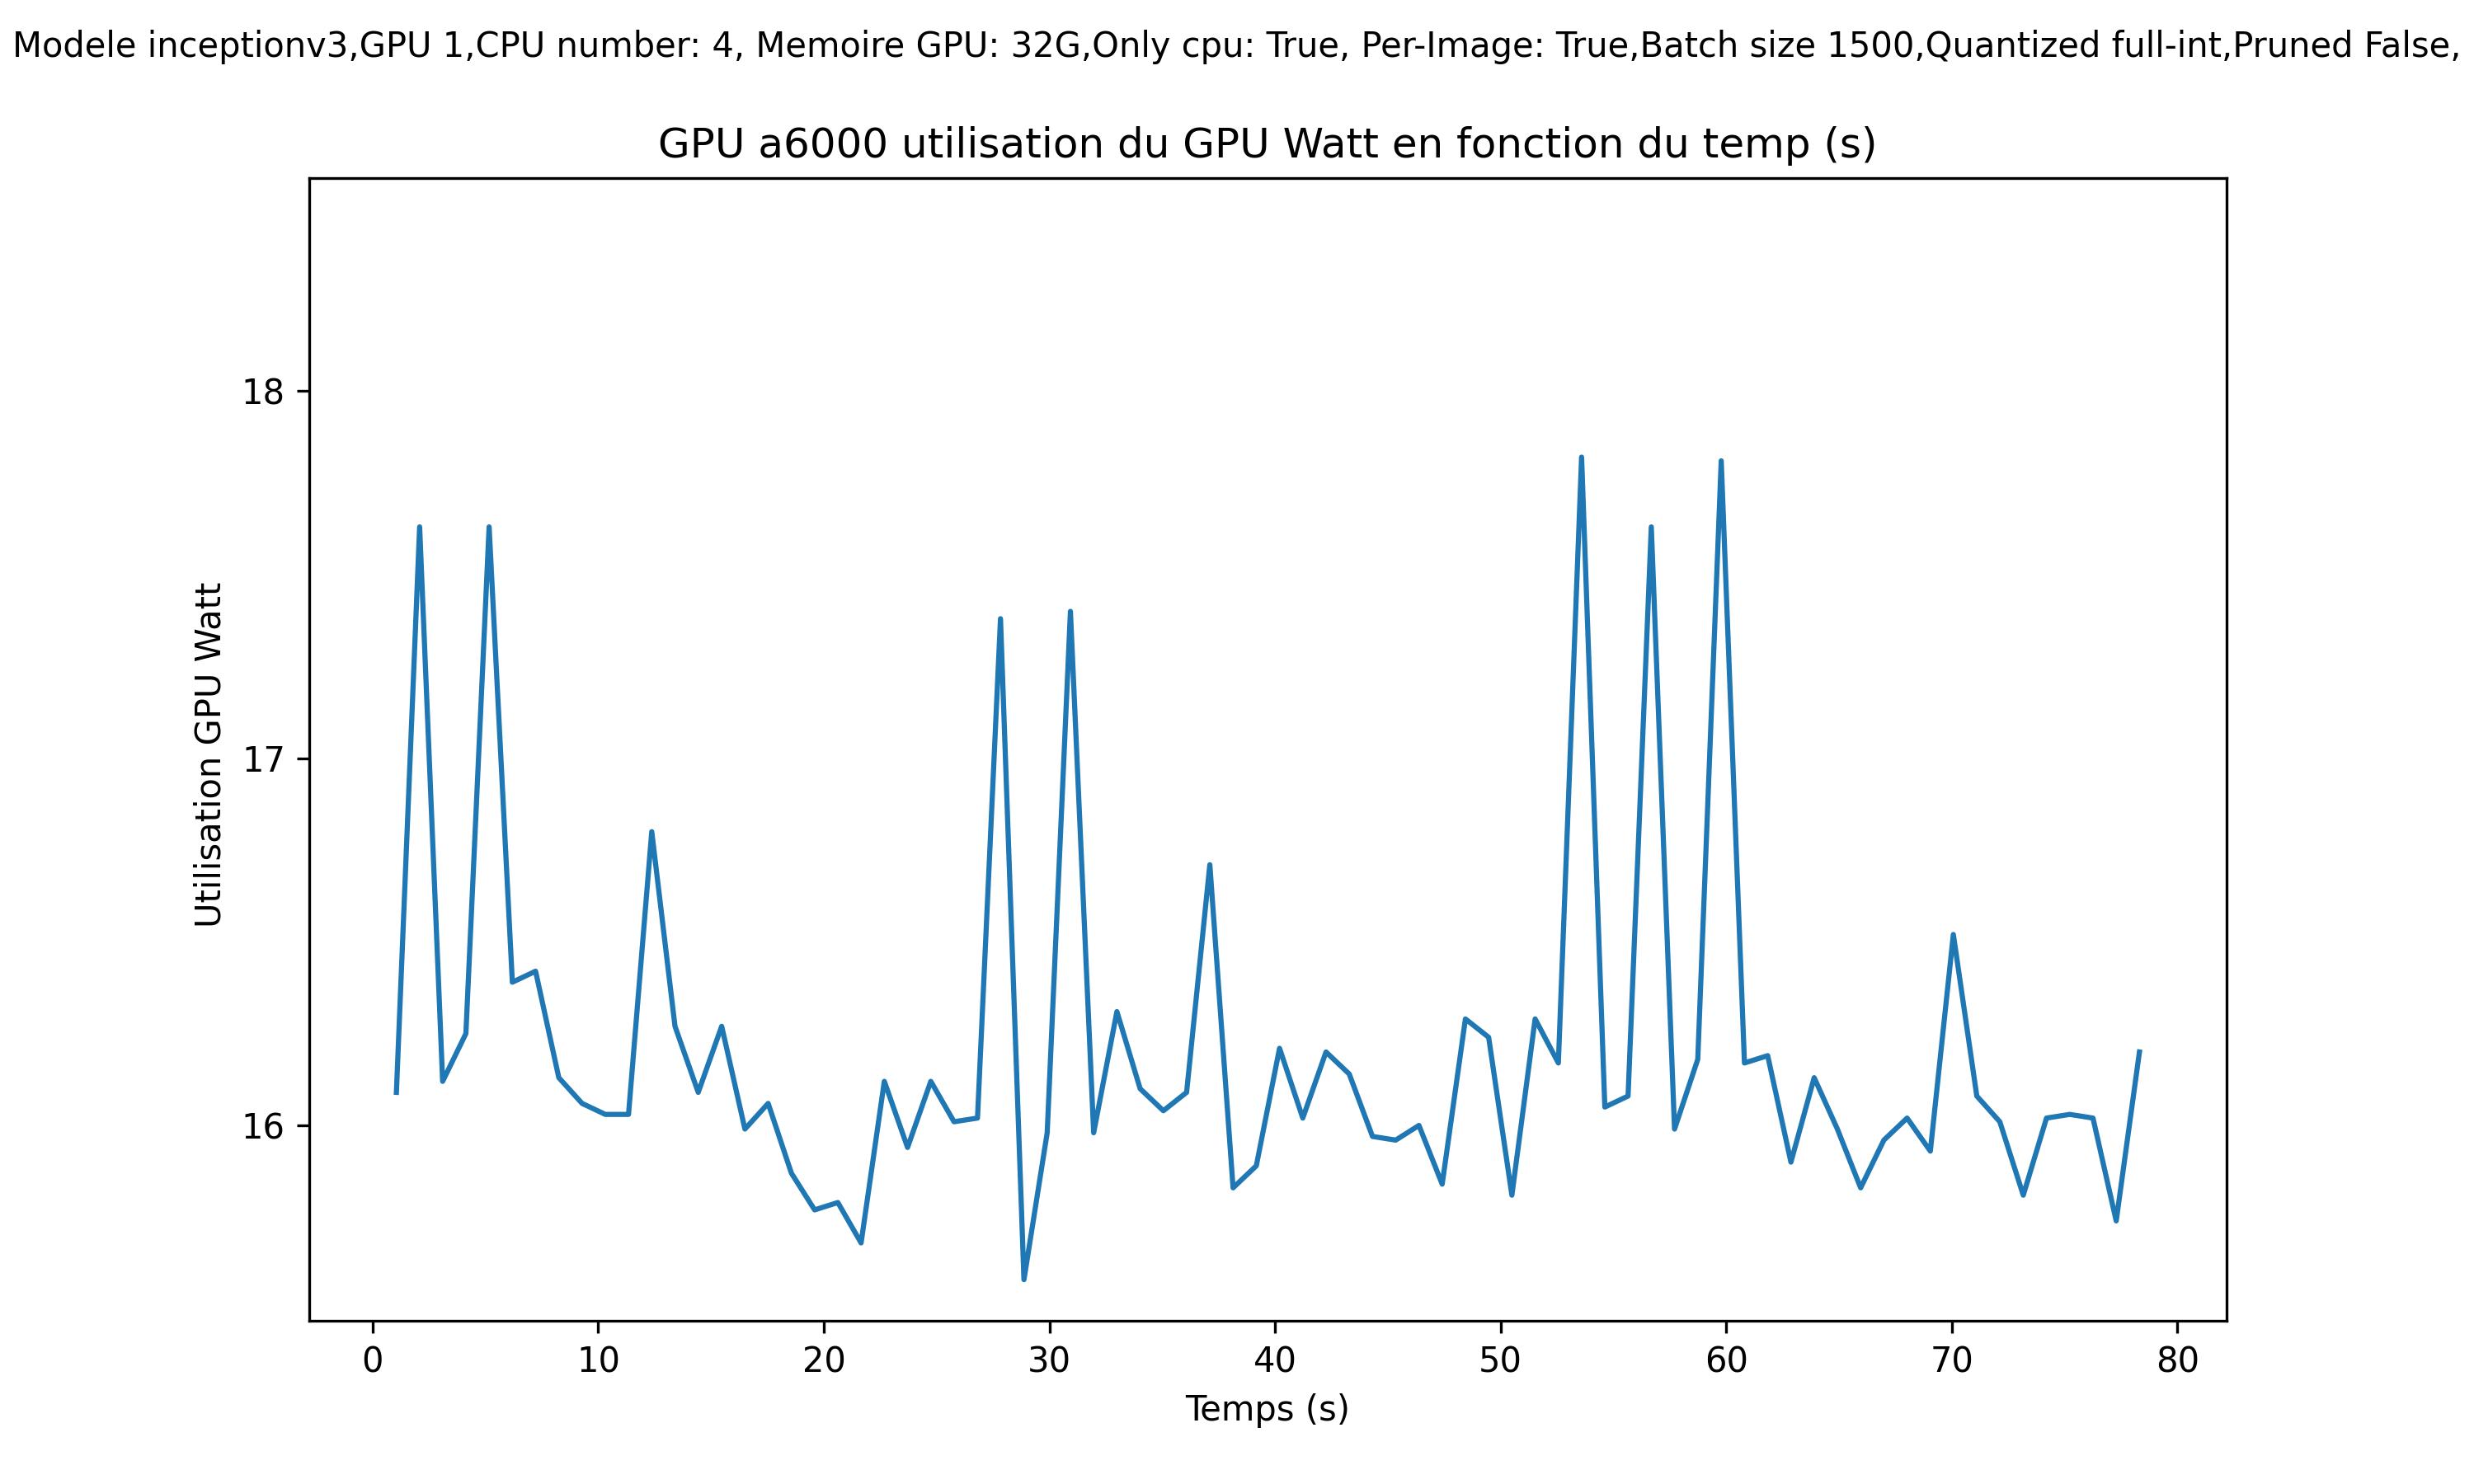 Modele inceptionv3,GPU 1,CPU number: 4, Memoire GPU: 32G,Only cpu: True, Per-Image: True,Batch size 1500,Quantized full-int,Pruned False,
GPU a6000 utilisation du GPU Watt en fonction du temp (s)
Utilisation GPU Watt
18
17
16
0 10 20 30 40 50 60 70 80
Temps (s)